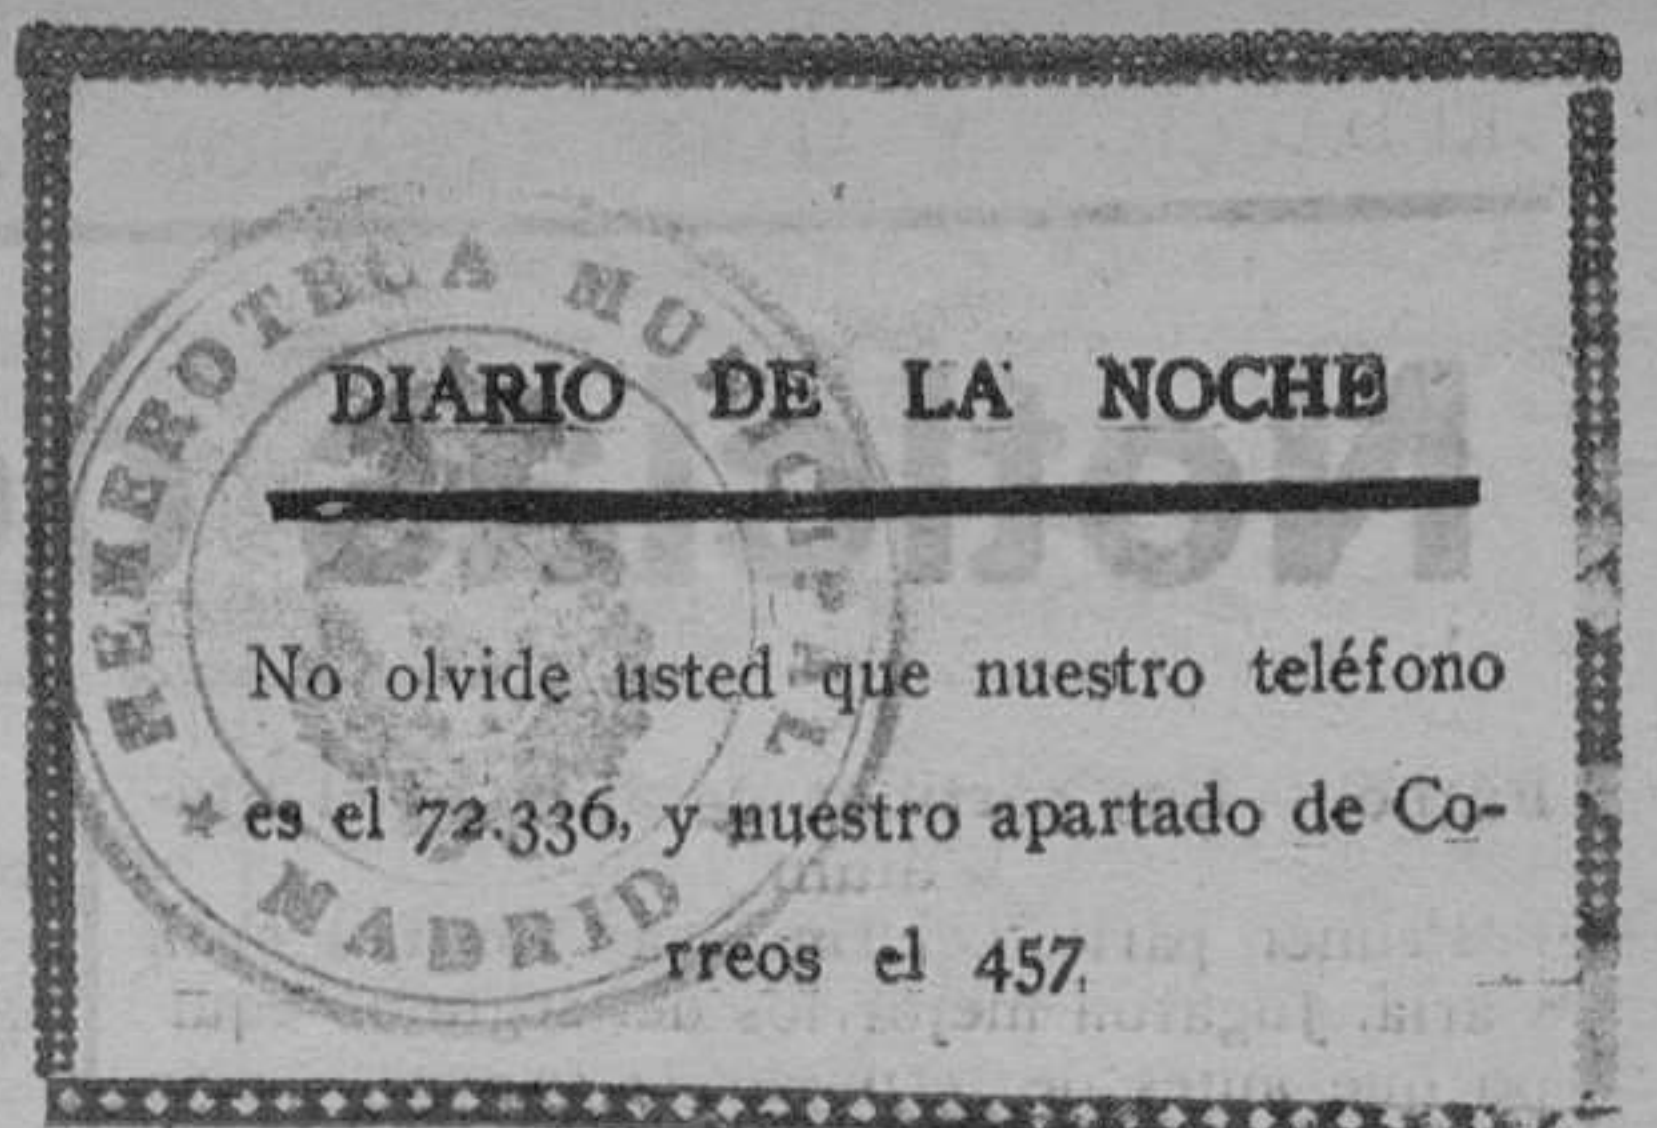 DIARIO DE LA NOCHE
No olvide usted que nuestro teléfono
es el 72.336, y nuestro apartado de Co-
rreos el 457.
HEMEROTECA MUNICIPAL
★ MADRID